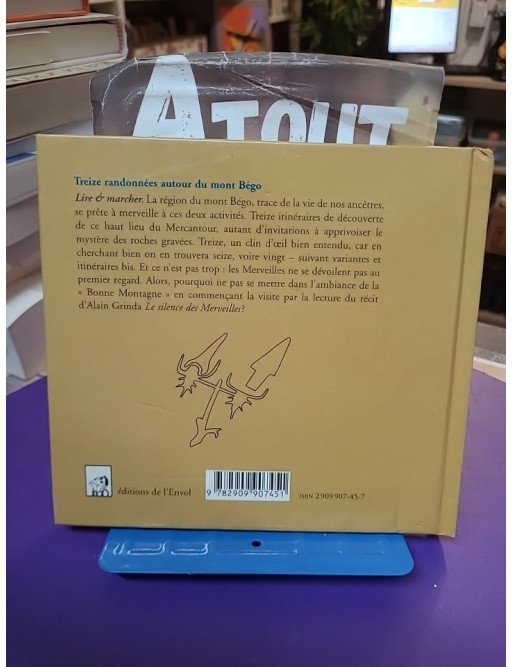 ATOUT
Treize randonnées autour du mont Bégo
Lire & marcher. La région du mont Bégo, trace de la vie de nos ancêtres,
se prête à merveille à ces deux activités. Treize itinéraires de découverte
de ce haut lieu du Mercantour, autant d'invitations à apprivoiser le
mystère des roches gravées. Treize, un clin d'œil bien entendu, car en
cherchant bien on en trouvera seize, voire vingt – suivant variantes et
itinéraires bis. Et ce n'est pas trop : les Merveilles ne se dévoilent pas au
premier regard. Alors, pourquoi ne pas se mettre dans l'ambiance de la
« Bonne Montagne » en commençant la visite par la lecture du récit
d'Alain Grinda Le silence des Merveilles?
éditions de l'Envol
9 782909 907451
ISBN 2 909 907-45-7